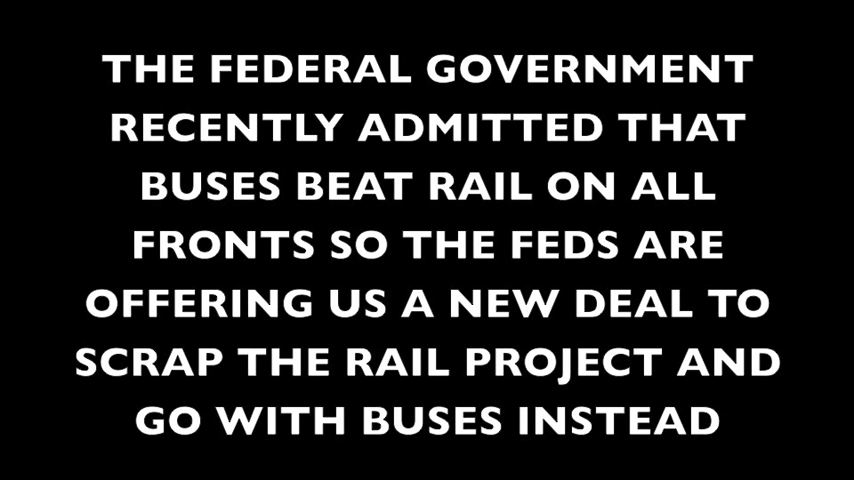 THE FEDERAL GOVERNMENT
RECENTLY ADMITTED THAT
BUSES BEAT RAIL ON ALL
FRONTS SO THE FEDS ARE
OFFERING US A NEW DEAL TO
SCRAP THE RAIL PROJECT AND
GO WITH BUSES INSTEAD